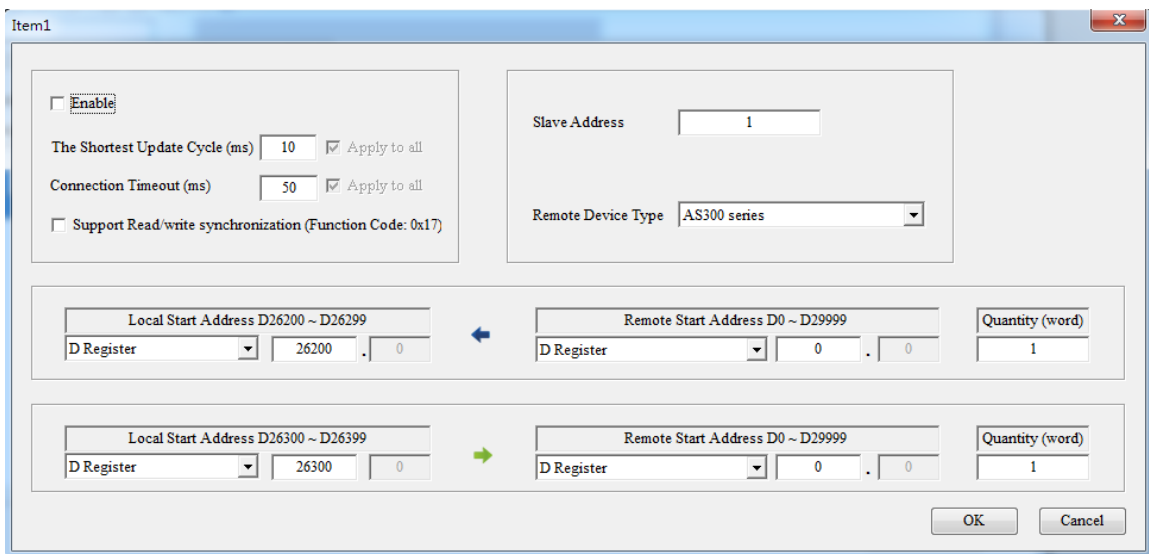 Item1
x
Enable
The Shortest Update Cycle (ms) 10 Apply to all
Connection Timeout (ms) 50 Apply to all
Support Read/write synchronization (Function Code: 0x17)
Slave Address 1
Remote Device Type AS300 series
Local Start Address D26200 ~ D26299 Remote Start Address D0 ~ D29999 Quantity (word)
D Register 26200 . 0 D Register 0 . 0 1
Local Start Address D26300 ~ D26399 Remote Start Address D0 ~ D29999 Quantity (word)
D Register 26300 0 D Register 0 . 0 1
OK Cancel